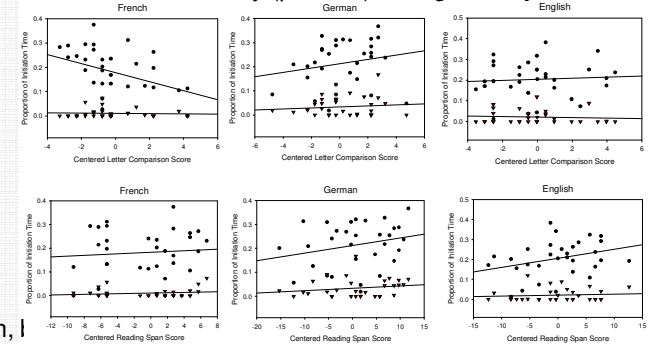 French
German
English
Proportion of Initiation Time
0.4
0.3
0.2
0.1
0.0
-4 -2 0 2 4 6
Centered Letter Comparison Score
Proportion of Initiation Time
0.4
0.3
0.2
0.1
0.0
-6 -4 -2 0 2 4 6
Centered Letter Comparison Score
Proportion of Initiation Time
0.5
0.4
0.3
0.2
0.1
0.0
-4 -2 0 2 4 6
Centered Letter Comparison Score
French
German
English
Proportion of Initiation Time
0.4
0.3
0.2
0.1
0.0
-12 -10 -8 -6 -4 -2 0 2 4 6 8
Centered Reading Span Score
Proportion of Initiation Time
0.4
0.3
0.2
0.1
0.0
-20 -15 -10 -5 0 5 10 15
Centered Reading Span Score
Proportion of Initiation Time
0.5
0.4
0.3
0.2
0.1
0.0
-15 -10 -5 0 5 10 15
Centered Reading Span Score